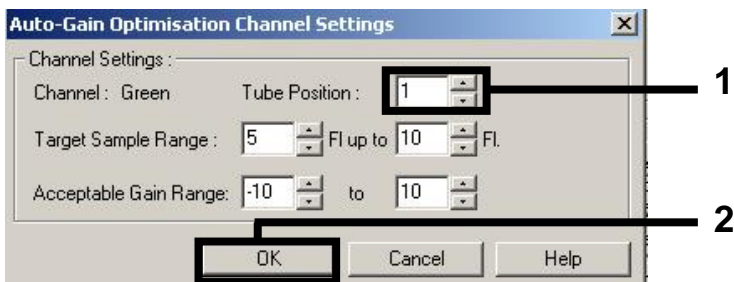 Auto-Gain Optimisation Channel Settings
Channel Settings :
Channel : Green Tube Position : 1 1
Target Sample Range : 5 Fl up to 10 Fl.
Acceptable Gain Range: -10 to 10
2
OK Cancel Help